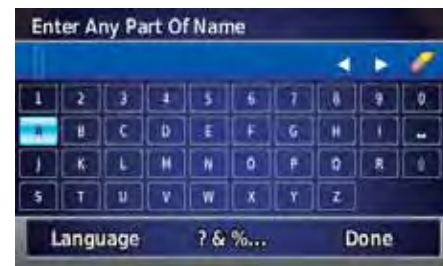 Enter Any Part Of Name
1 2 3 4 5 6 7 8 9 0
A B C D E F G H I
J K L M N O P Q R
S T U V W X Y Z
Language ? & %... Done